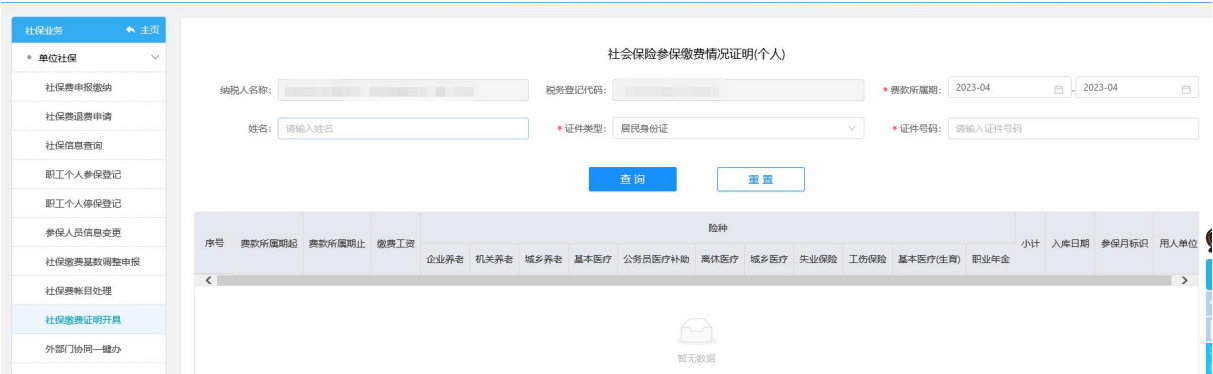 社保业务 主页
单位社保
社保费申报缴纳
社保费退费申请
社保信息查询
职工个人参保登记
职工个人停保登记
参保人员信息变更
社保缴费基数调整申报
社保费帐目处理
社保缴费证明开具
外部门协同一键办
社会保险参保缴费情况证明(个人)
纳税人名称: 税务登记代码: * 费款所属期: 2023-04 - 2023-04
姓名: 请输入姓名 * 证件类型: 居民身份证 * 证件号码: 请输入证件号码
查询 重置
序号 费款所属期起 费款所属期止 缴费工资 险种 小计 入库日期 参保月标识 用人单位
企业养老 机关养老 城乡养老 基本医疗 公务员医疗补助 离休医疗 城乡医疗 失业保险 工伤保险 基本医疗(生育) 职业年金
暂无数据